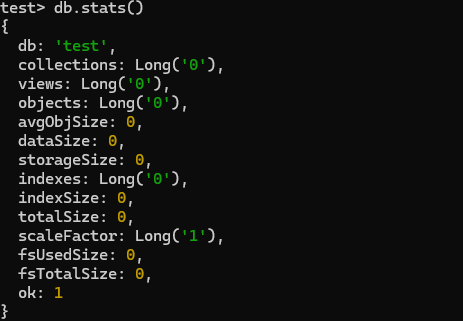 test> db.stats()
{
  db: 'test',
  collections: Long('0'),
  views: Long('0'),
  objects: Long('0'),
  avgObjSize: 0,
  dataSize: 0,
  storageSize: 0,
  indexes: Long('0'),
  indexSize: 0,
  totalSize: 0,
  scaleFactor: Long('1'),
  fsUsedSize: 0,
  fsTotalSize: 0,
  ok: 1
}